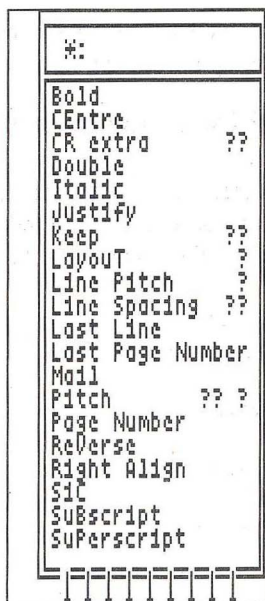 *:
Bold
CEntre
CR extra ??
Double
Italic
Justify
Keep ??
LayouT ?
Line Pitch ?
Line Spacing ??
Last Line
Last Page Number
Mail
Pitch ?? ?
Page Number
ReVerse
Right Align
SiC
SuBscript
SuPerscript